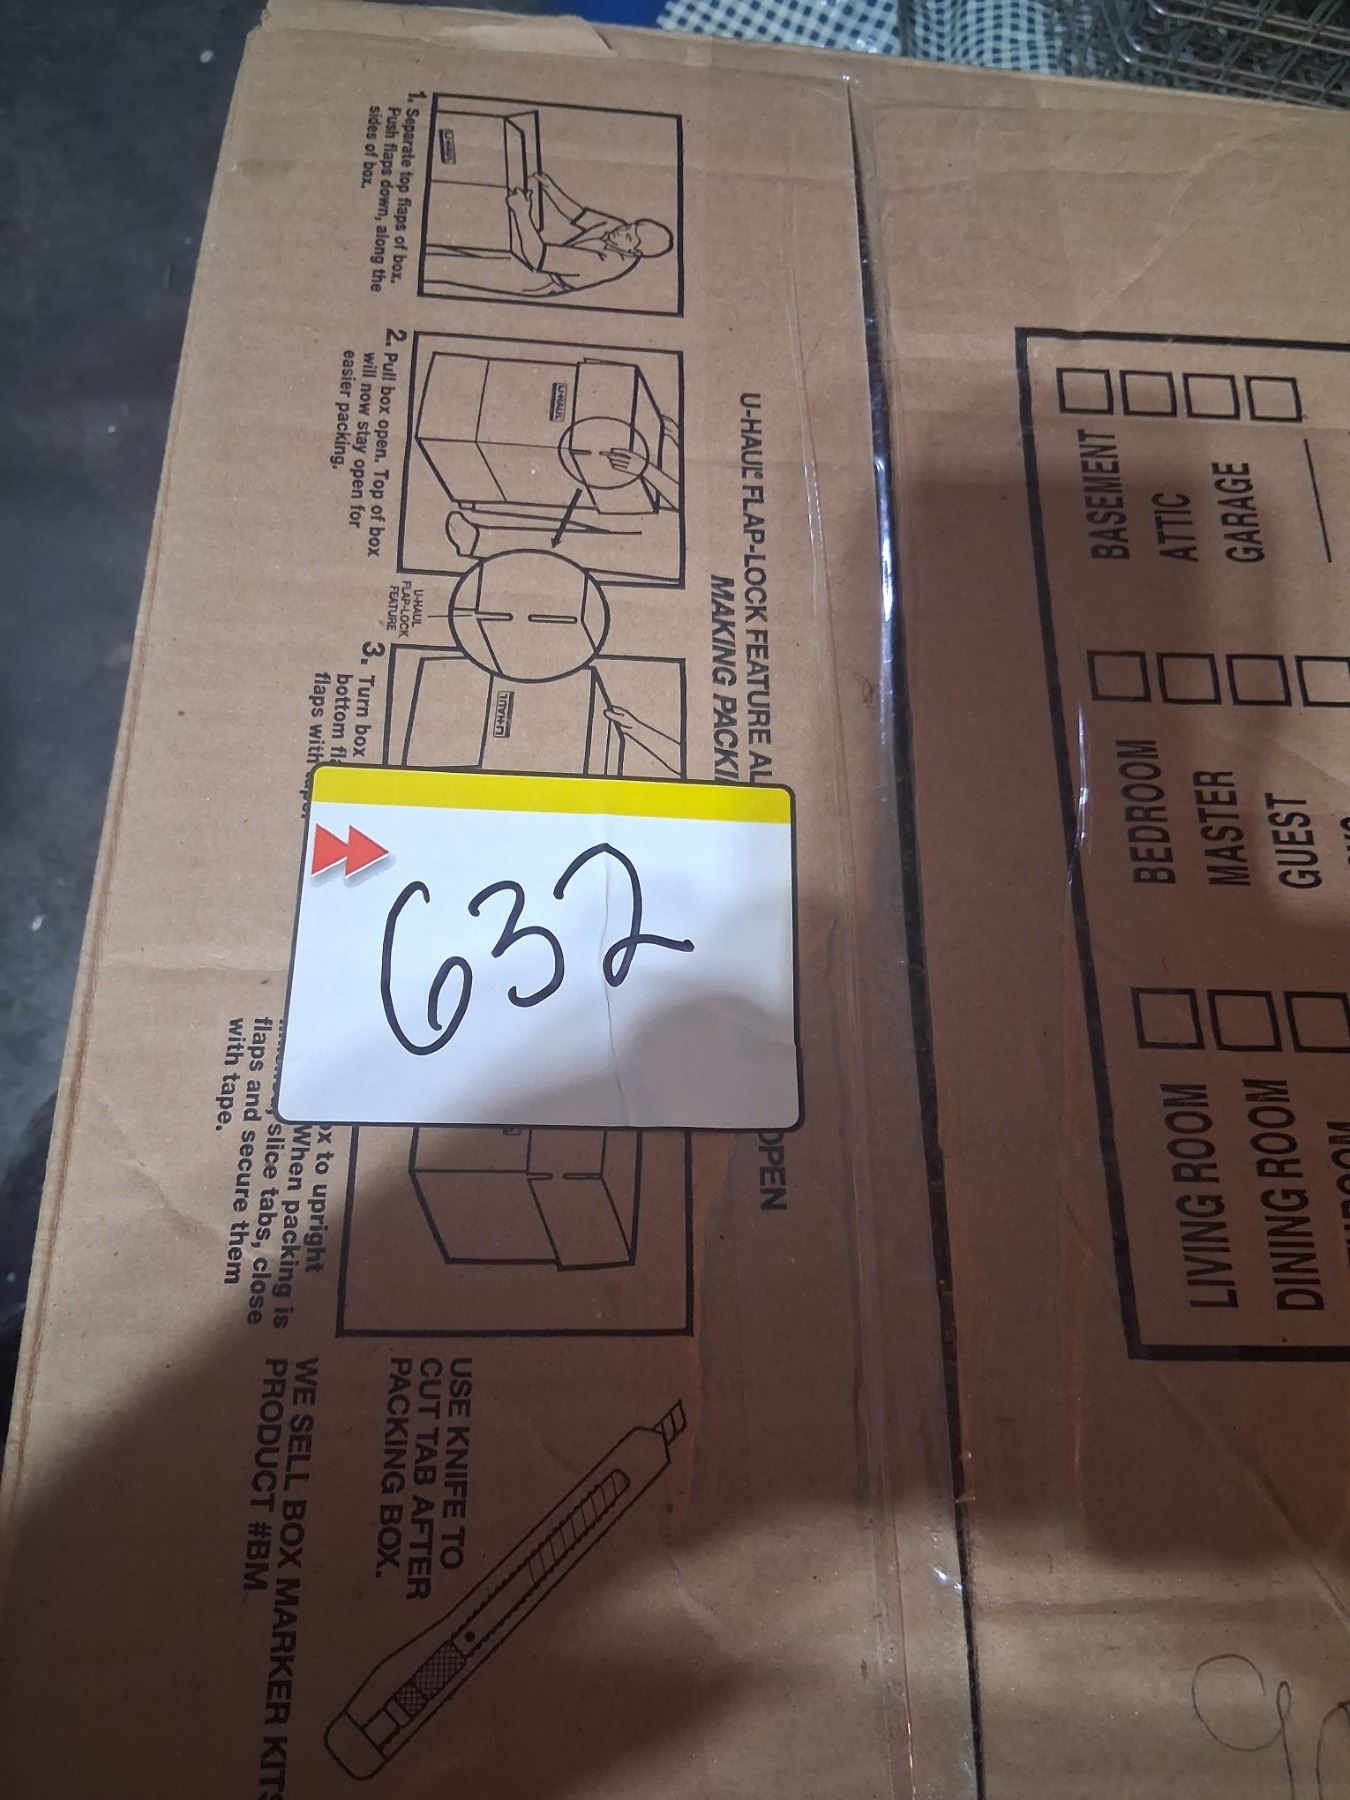 U-HAUL® FLAP-LOCK FEATURE
MAKING
OPEN
U-HAUL
1. Separate top flaps of box.
Push flaps down, along the
sides of box.
U-HAUL
2. Pull box open. Top of box
will now stay open for
easier packing.
U-HAUL
FLAP-LOCK
FEATURE
U-HAUL
3. Turn box
bottom
flaps with
632
to upright
When packing is
slice tabs, close
flaps and secure them
with tape.
USE KNIFE TO
CUT TAB AFTER
PACKING BOX.
WE SELL BOX MARKER KITS
PRODUCT #BM
BASEMENT
ATTIC
GARAGE
BEDROOM
MASTER
GUEST
LIVING ROOM
DINING ROOM